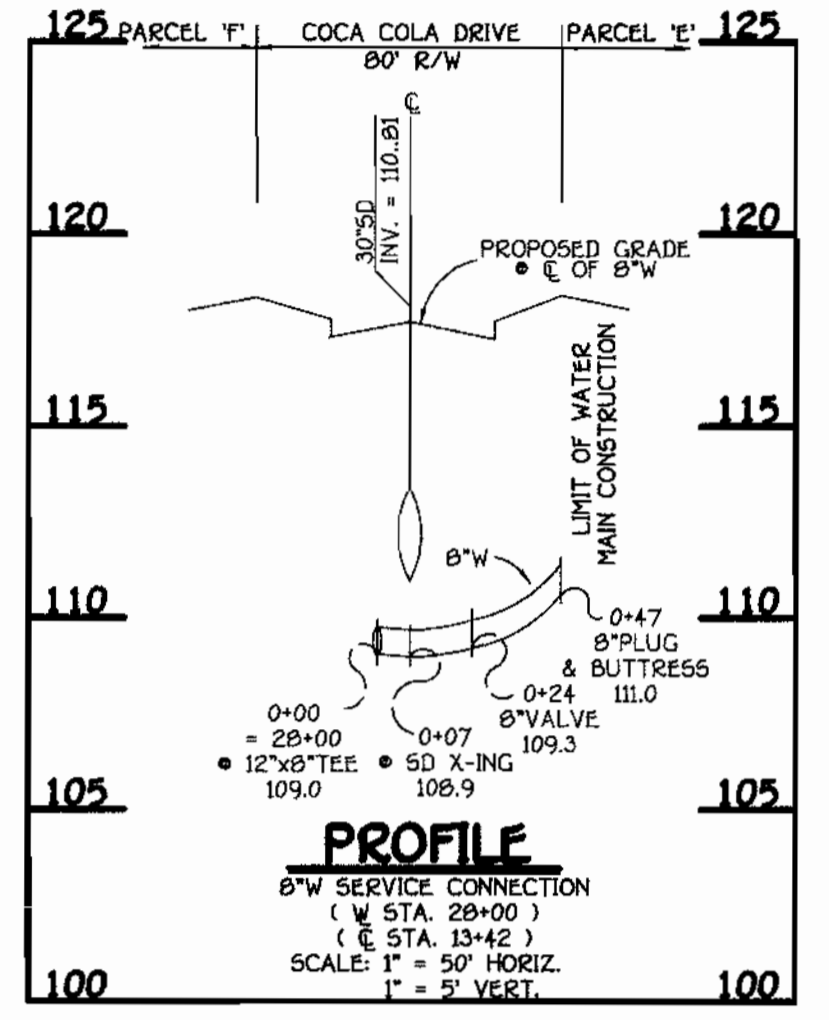 125 PARCEL 'F' COCA COLA DRIVE PARCEL 'E' 125
80' R/W
℄
30"SD
INV. = 110..81
120 120
PROPOSED GRADE
@ ℄ OF 8"W
115 115
LIMIT OF WATER
MAIN CONSTRUCTION
8"W
110 110
0+47
8"PLUG
& BUTTRESS
111.0
0+24
8"VALVE
109.3
0+00
= 28+00
@ 12"x8"TEE
109.0
0+07
@ SD X-ING
108.9
105 105
PROFILE
8"W SERVICE CONNECTION
( W STA. 28+00 )
( ℄ STA. 13+42 )
SCALE: 1" = 50' HORIZ.
1" = 5' VERT.
100 100